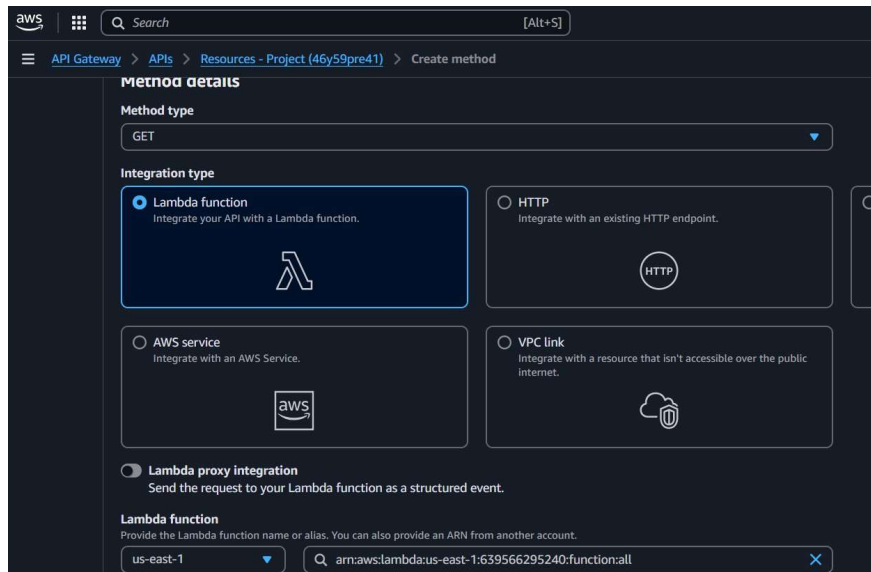 aws
Search
[Alt+S]
API Gateway > APIs > Resources - Project (46y59pre41) > Create method
Method details
Method type
GET
Integration type
Lambda function
Integrate your API with a Lambda function.
HTTP
Integrate with an existing HTTP endpoint.
HTTP
AWS service
Integrate with an AWS Service.
aws
VPC link
Integrate with a resource that isn't accessible over the public
internet.
Lambda proxy integration
Send the request to your Lambda function as a structured event.
Lambda function
Provide the Lambda function name or alias. You can also provide an ARN from another account.
us-east-1
arn:aws:lambda:us-east-1:639566295240:function:all